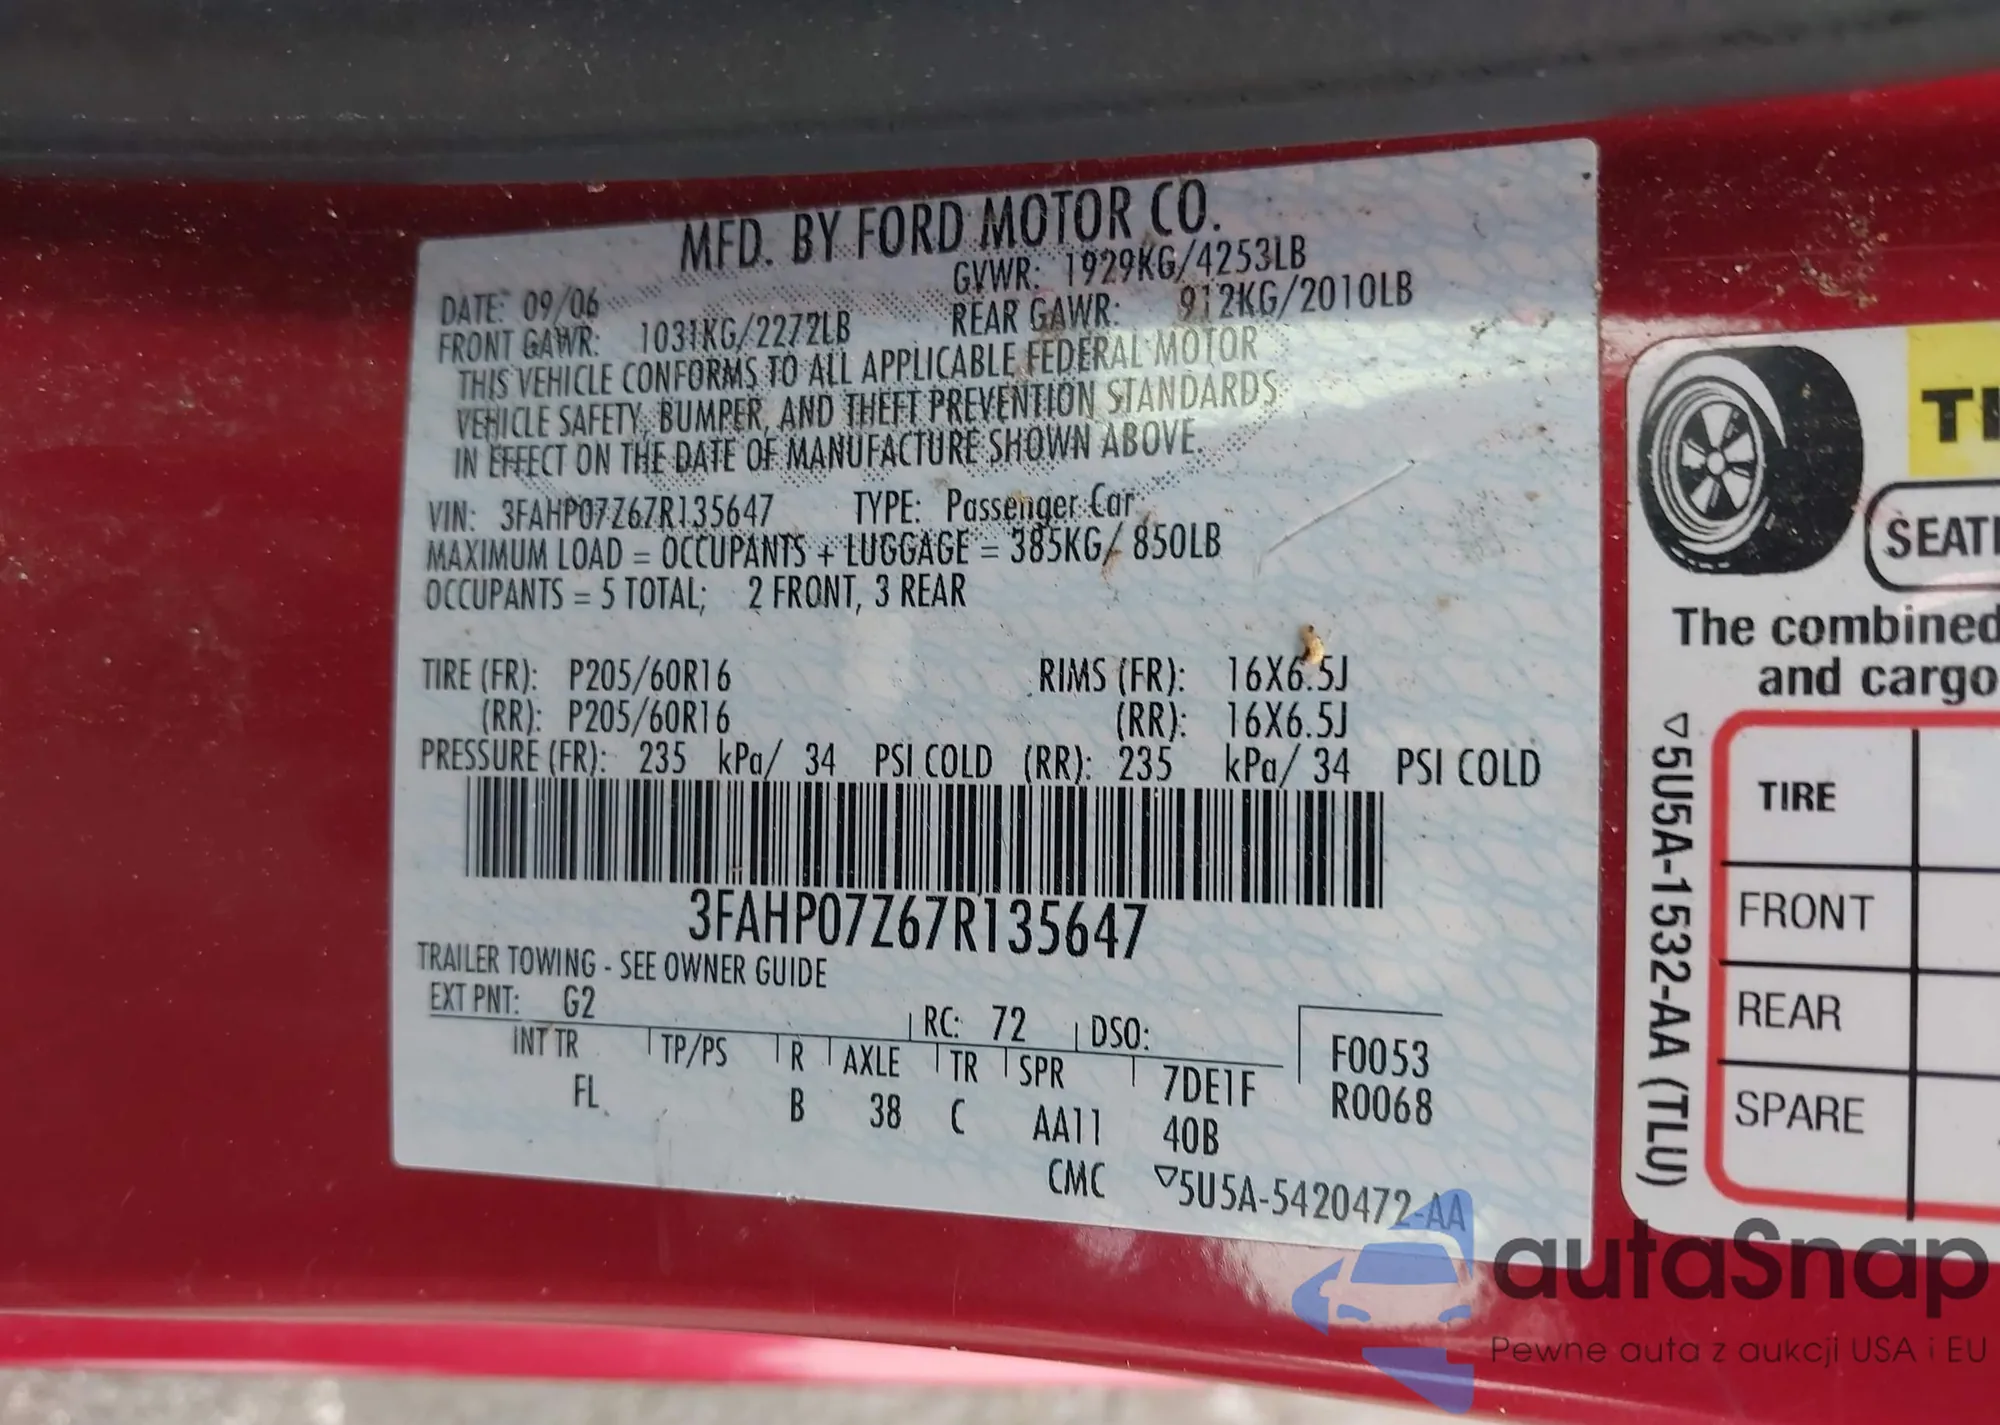 MFD. BY FORD MOTOR CO.
DATE: 09/06 GVWR: 1929KG/4253LB
FRONT GAWR: 1031KG/2272LB REAR GAWR: 912KG/2010LB
THIS VEHICLE CONFORMS TO ALL APPLICABLE FEDERAL MOTOR
VEHICLE SAFETY, BUMPER, AND THEFT PREVENTION STANDARDS
IN EFFECT ON THE DATE OF MANUFACTURE SHOWN ABOVE.
VIN: 3FAHP07Z67R135647 TYPE: Passenger Car
MAXIMUM LOAD = OCCUPANTS + LUGGAGE = 385KG/ 850LB
OCCUPANTS = 5 TOTAL; 2 FRONT, 3 REAR
TIRE (FR): P205/60R16 RIMS (FR): 16X6.5J
(RR): P205/60R16 (RR): 16X6.5J
PRESSURE (FR): 235 kPa/ 34 PSI COLD (RR): 235 kPa/ 34 PSI COLD
3FAHP07Z67R135647
TRAILER TOWING - SEE OWNER GUIDE
EXT PNT: G2 RC: 72 DSO:
INT TR TP/PS R AXLE TR SPR 7DE1F F0053
FL B 38 C AA11 40B R0068
CMC ▽5U5A-5420472-AA
TI
SEATI
The combined
and cargo
▽5U5A-1532-AA (TLU)
TIRE
FRONT
REAR
SPARE
autaSnap
Pewne auta z aukcji USA i EU